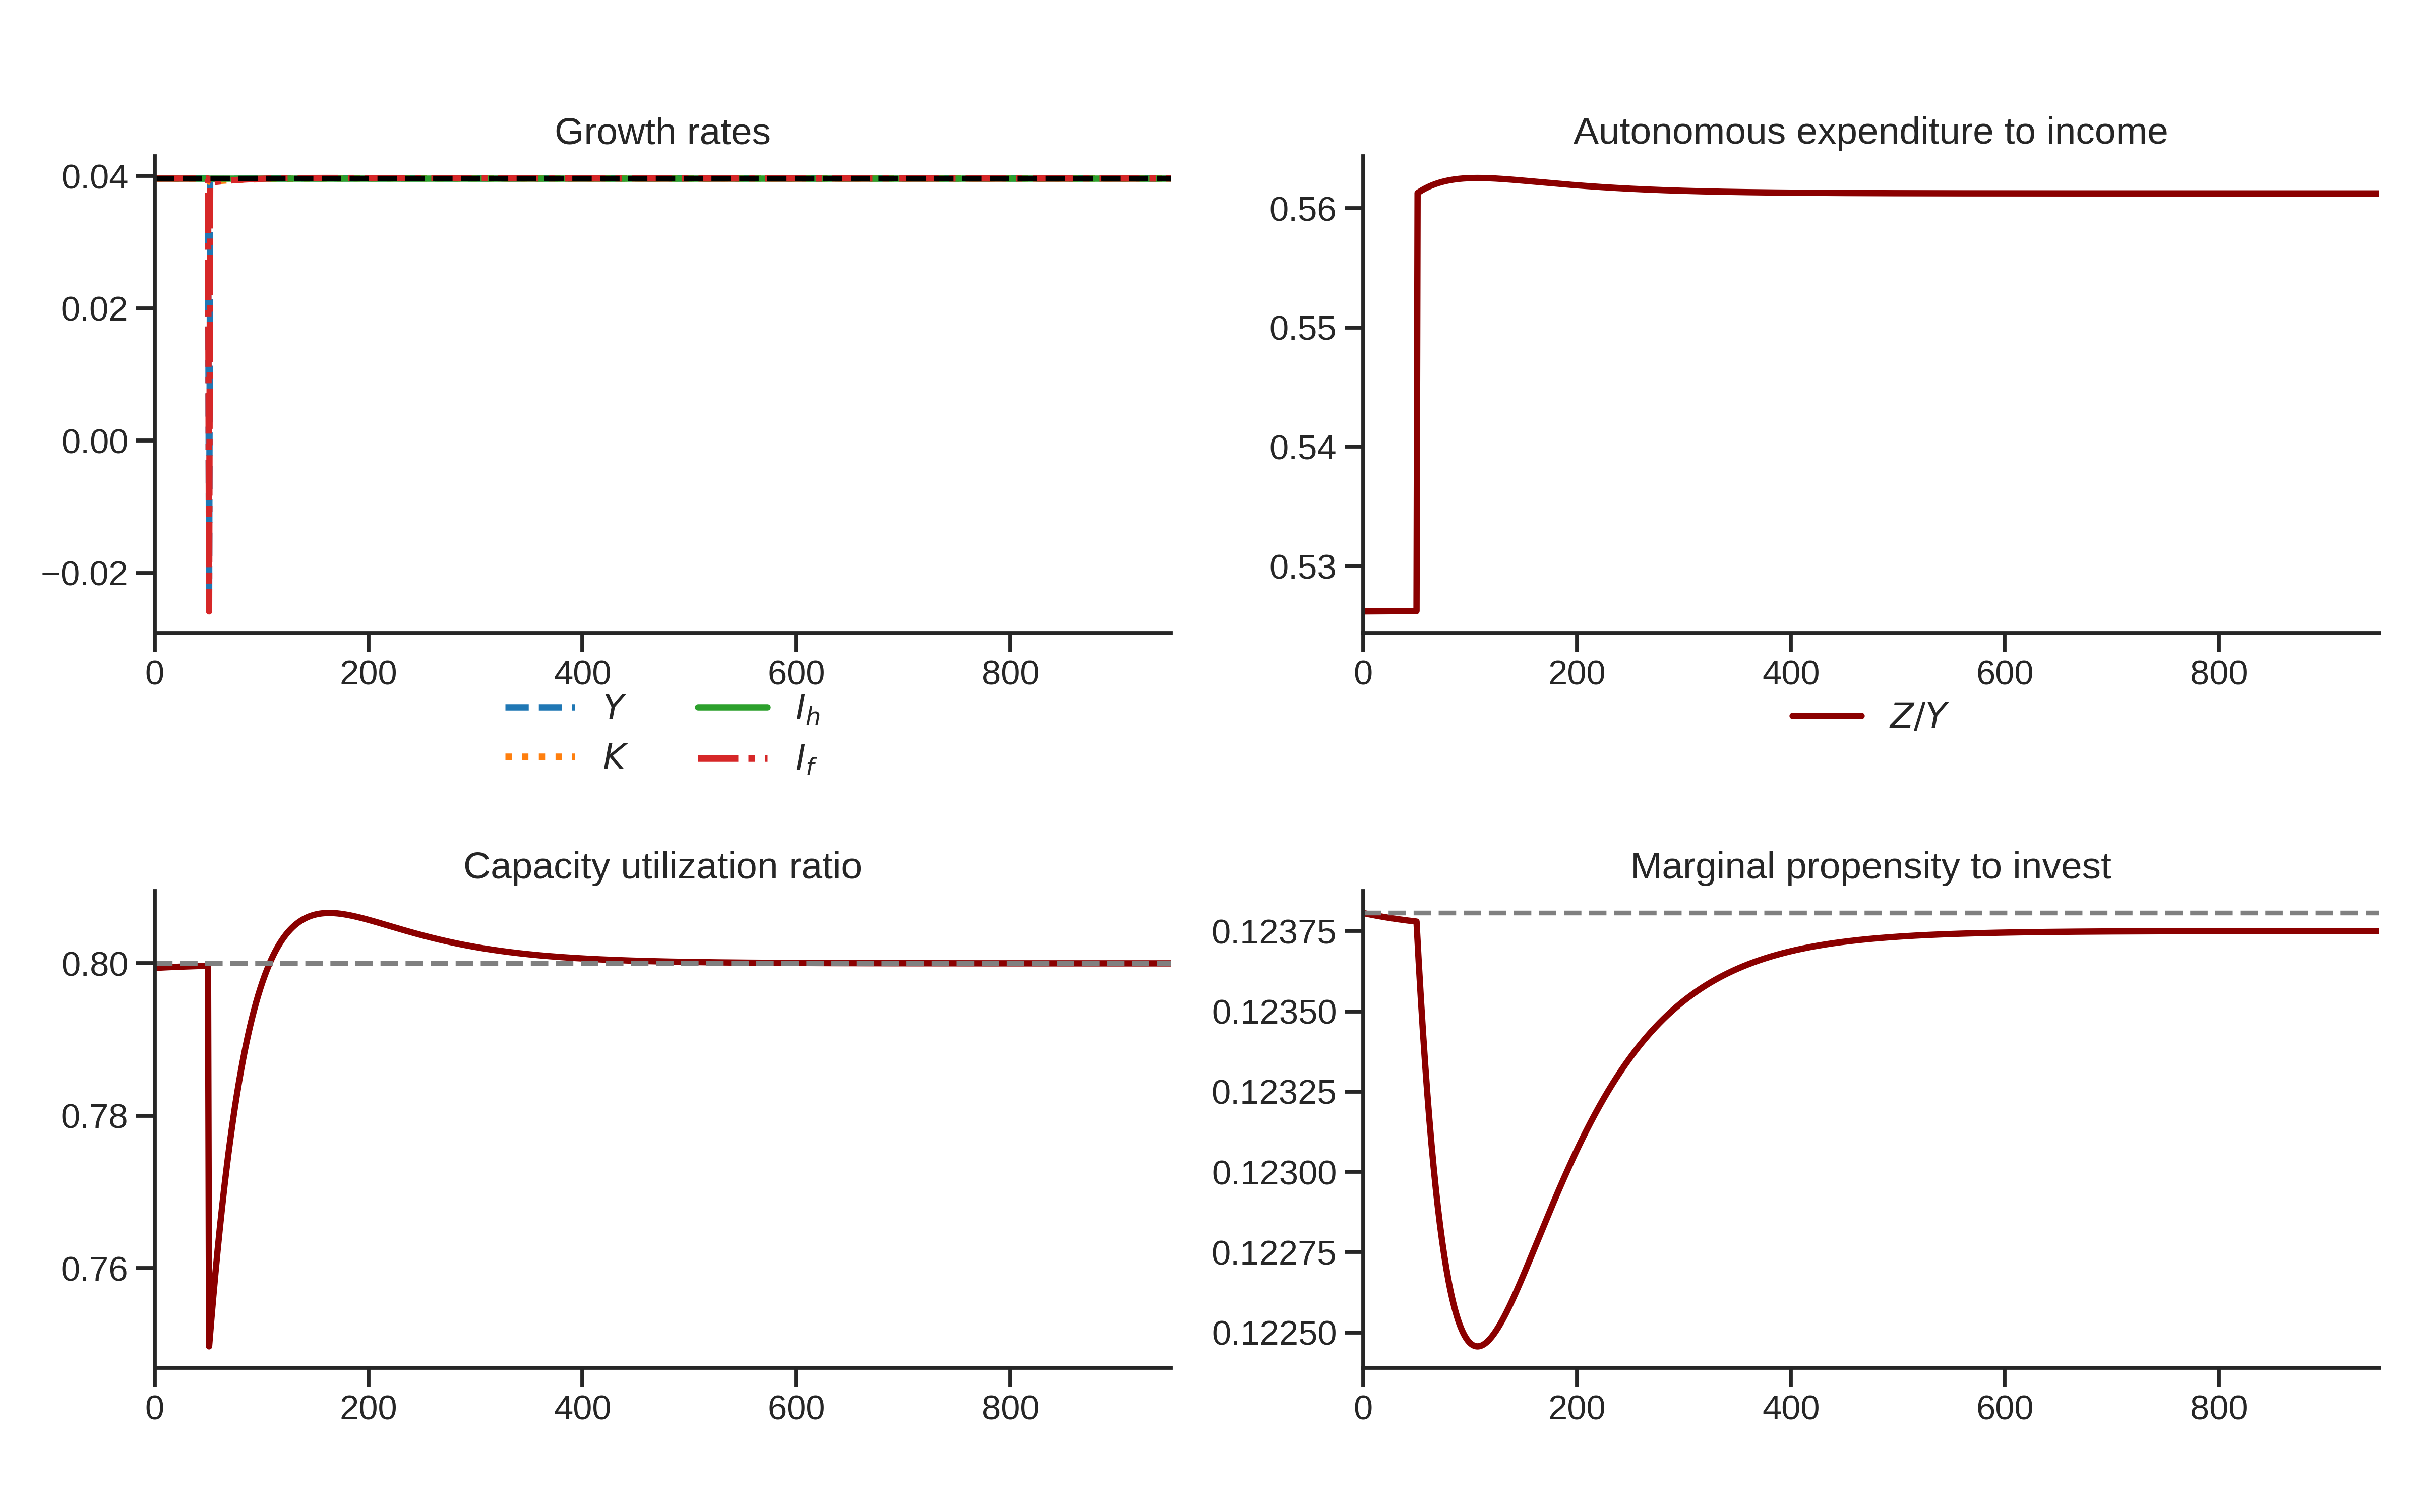 Growth rates
0.04
0.02
0.00
−0.02
0 200 400 600 800
Y I_h
K I_f
Autonomous expenditure to income
0.56
0.55
0.54
0.53
0 200 400 600 800
Z/Y
Capacity utilization ratio
0.80
0.78
0.76
0 200 400 600 800
Marginal propensity to invest
0.12375
0.12350
0.12325
0.12300
0.12275
0.12250
0 200 400 600 800